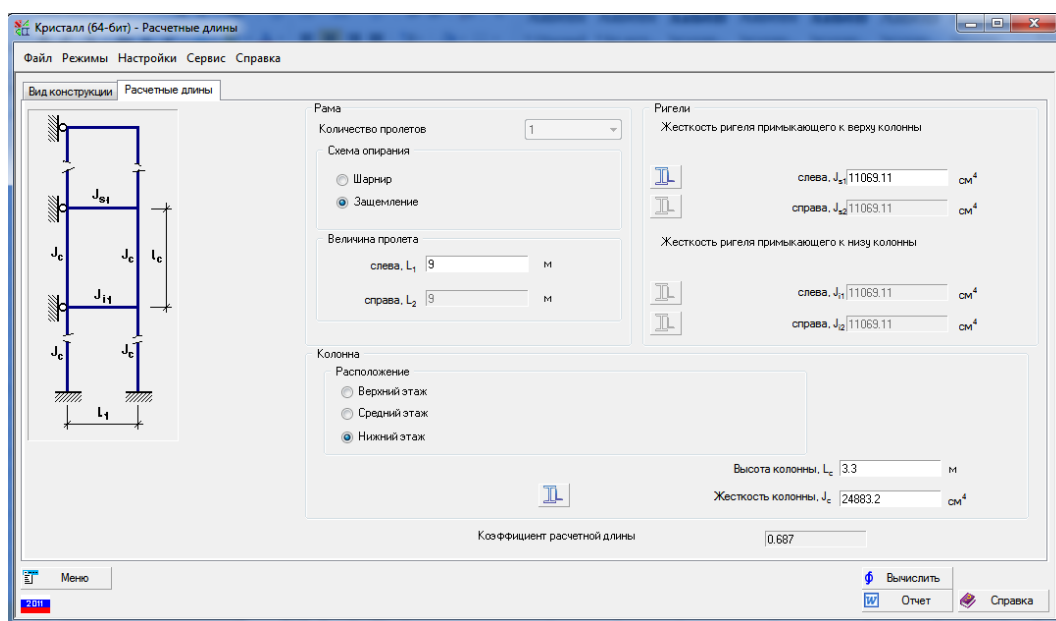 Кристалл (64-бит) - Расчетные длины
Файл Режимы Настройки Сервис Справка
Вид конструкции Расчетные длины
Js1
Jc Jc lc
Ji1
Jc Jc
L1
Рама
Количество пролетов 1
Схема опирания
Шарнир
Защемление
Величина пролета
слева, L1 9 м
справа, L2 9 м
Ригели
Жесткость ригеля примыкающего к верху колонны
слева, Js1 11069.11 см4
справа, Js2 11069.11 см4
Жесткость ригеля примыкающего к низу колонны
слева, Ji1 11069.11 см4
справа, Ji2 11069.11 см4
Колонна
Расположение
Верхний этаж
Средний этаж
Нижний этаж
Высота колонны, Lc 3.3 м
Жесткость колонны, Jc 24883.2 см4
Коэффициент расчетной длины 0.687
Меню
Вычислить
2011
Отчет Справка